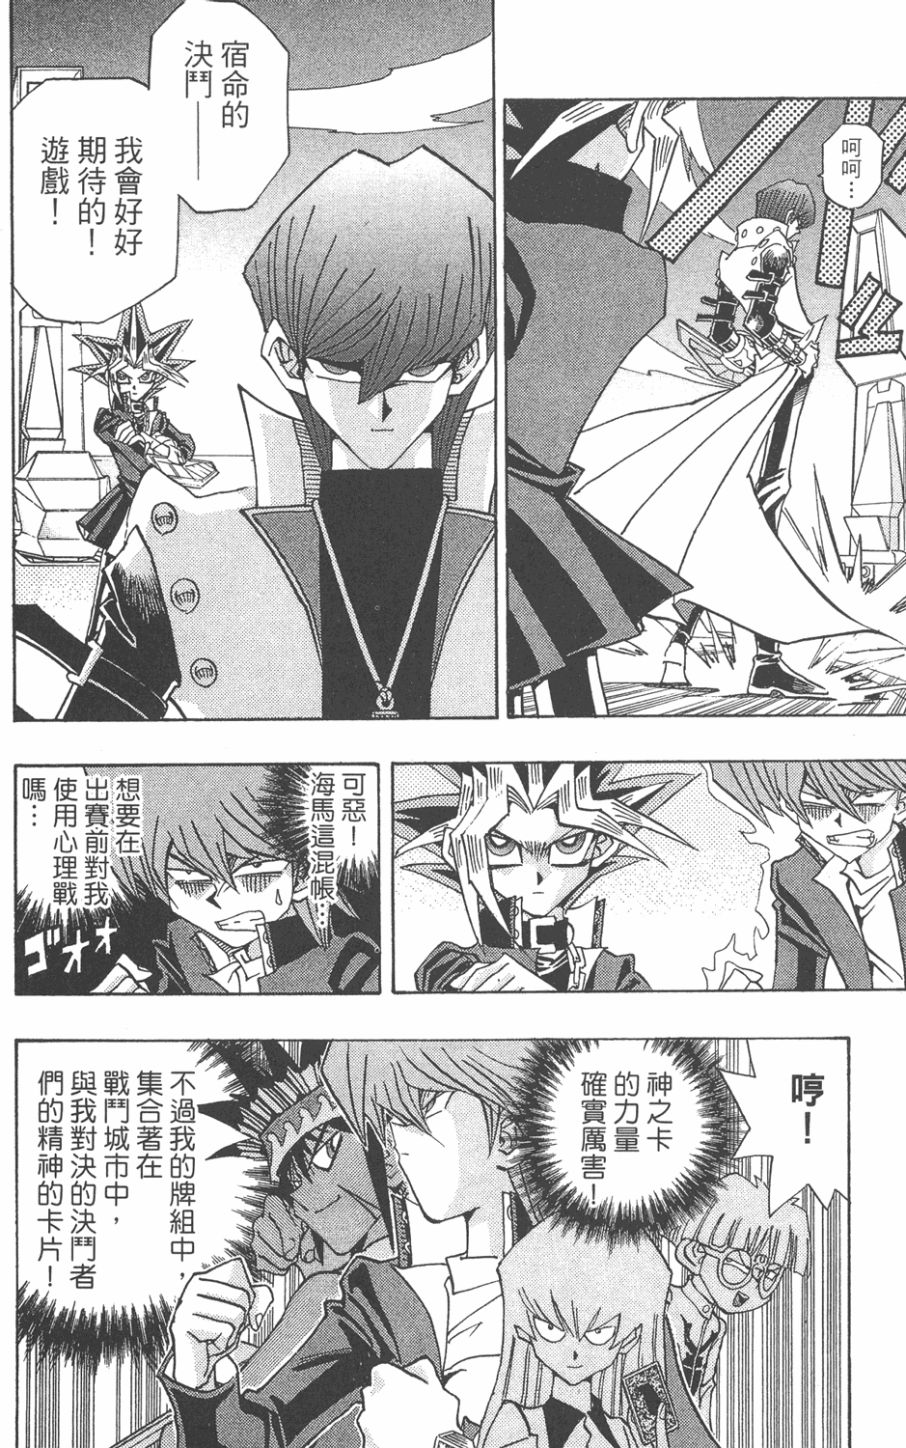 呵呵…
宿命的
決鬥──
我會好好
期待的！
遊戲！
可惡！
海馬這混帳…
想要在
出賽前對我
使用心理戰
嗎…
ゴオオ
哼！
神之卡
的力量
確實厲害！
不過我的牌組中，
集合著在
戰鬥城市中，
與我對決的決鬥者
們的精神的卡片！